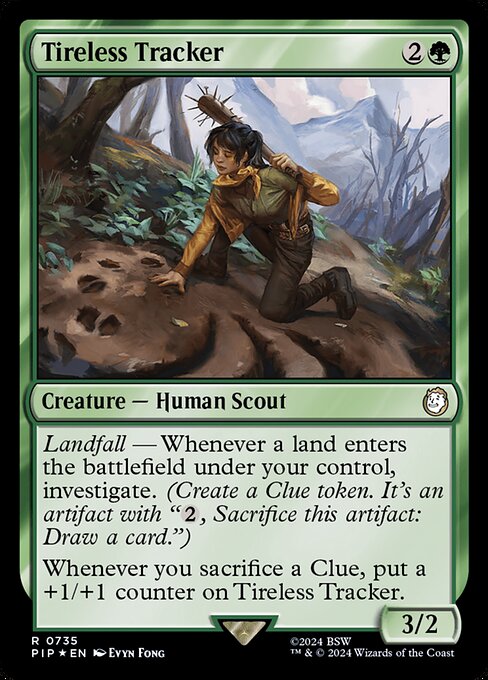 Tireless Tracker 2
Creature — Human Scout
Landfall — Whenever a land enters
the battlefield under your control,
investigate. (Create a Clue token. It's an
artifact with “2, Sacrifice this artifact:
Draw a card.”)
Whenever you sacrifice a Clue, put a
+1/+1 counter on Tireless Tracker.
3/2
R 0735
PIP★EN Evyn Fong
©2024 BSW
™ & © 2024 Wizards of the Coast